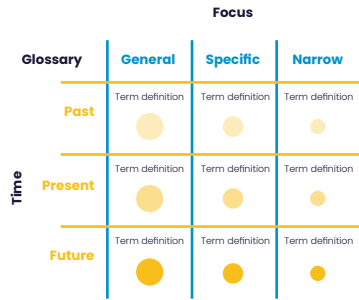 Focus
Glossary General Specific Narrow
Term definition Term definition Term definition
Past
Time
Term definition Term definition Term definition
Present
Term definition Term definition Term definition
Future